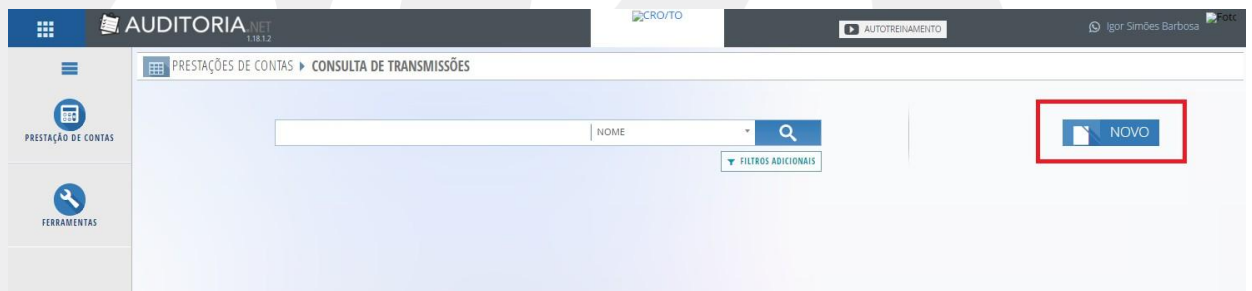 AUDITORIA.NET
1.18.1.2
CRO/TO
AUTOTREINAMENTO
Igor Simões Barbosa
Foto
PRESTAÇÕES DE CONTAS CONSULTA DE TRANSMISSÕES
PRESTAÇÃO DE CONTAS
NOME
NOVO
FILTROS ADICIONAIS
FERRAMENTAS